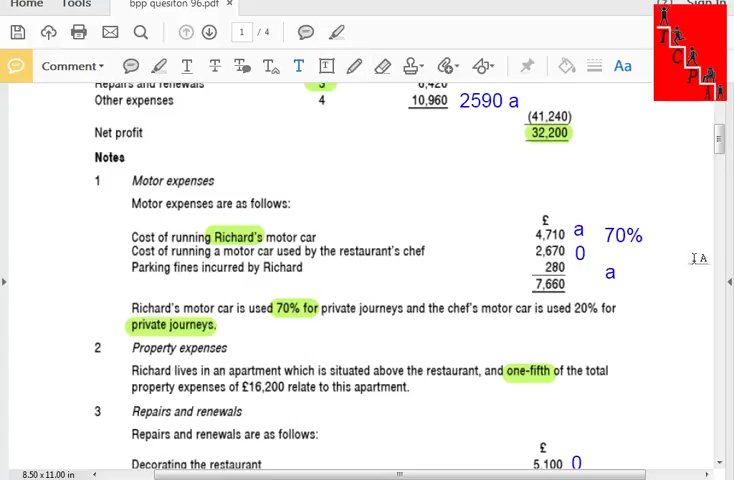 Home Tools bpp quesiton 96.pdf × Sign In
1 / 4
Comment T T T T T Aa
Repairs and renewals 3 6,420
Other expenses 4 10,960 2590 a
(41,240)
Net profit 32,200
Notes
1 Motor expenses
Motor expenses are as follows:
£
Cost of running Richard's motor car 4,710 a 70%
Cost of running a motor car used by the restaurant's chef 2,670 0
Parking fines incurred by Richard 280 a
7,660
Richard's motor car is used 70% for private journeys and the chef's motor car is used 20% for
private journeys.
2 Property expenses
Richard lives in an apartment which is situated above the restaurant, and one-fifth of the total
property expenses of £16,200 relate to this apartment.
3 Repairs and renewals
Repairs and renewals are as follows:
£
Decorating the restaurant 5,100 0
8.50 x 11.00 in
T
C
P
A